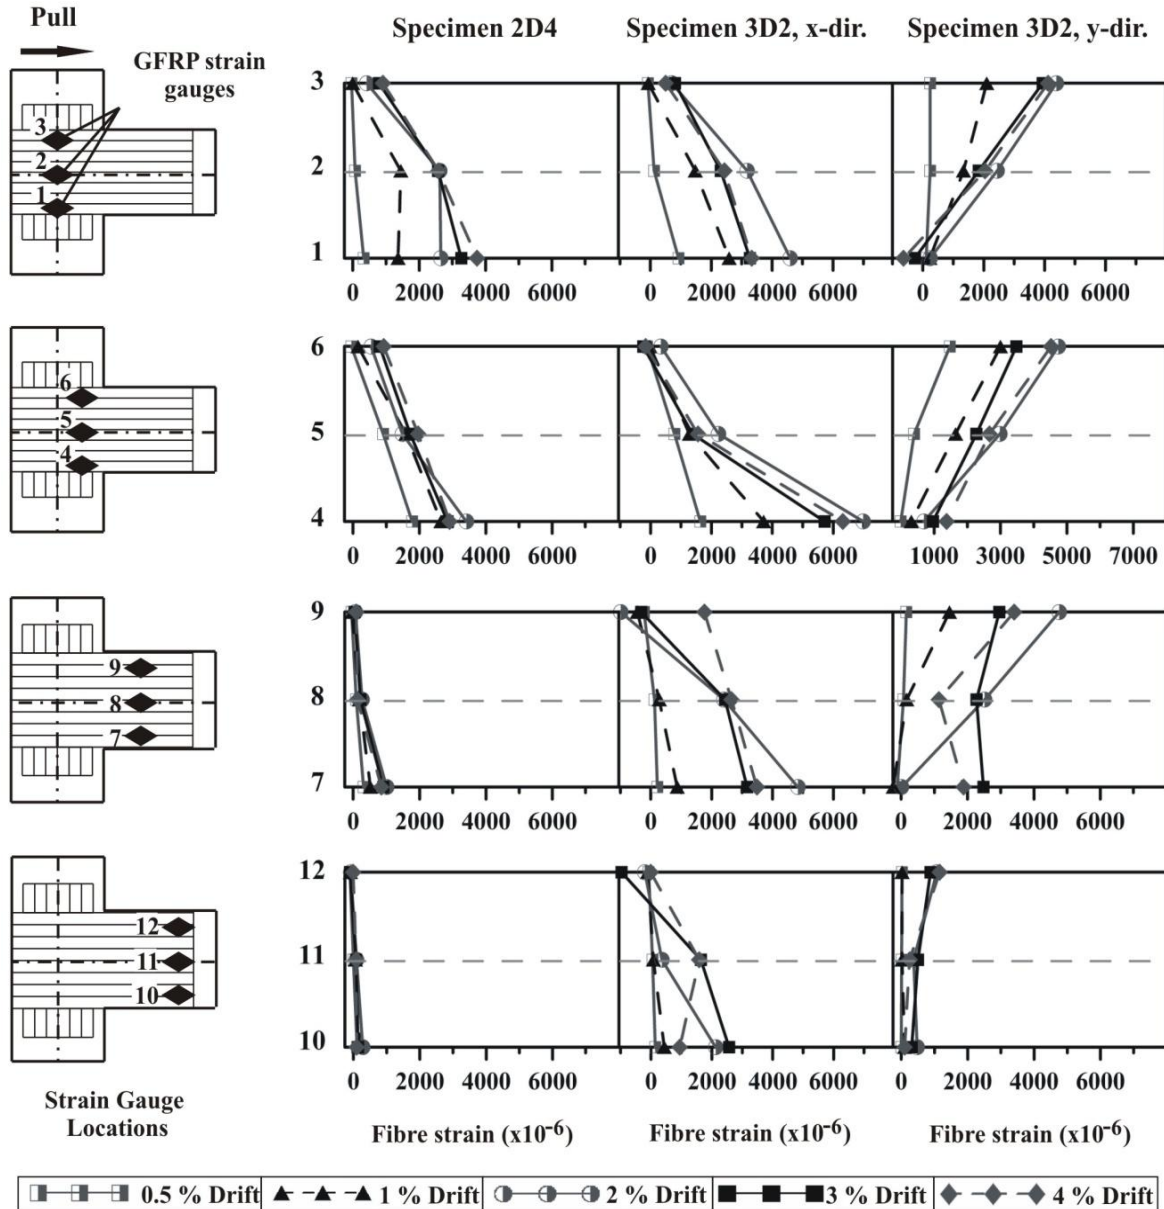 Pull
Specimen 2D4
Specimen 3D2, x-dir.
Specimen 3D2, y-dir.
GFRP strain
gauges
3
2
1
3
2
1
0 2000 4000 6000
0 2000 4000 6000
0 2000 4000 6000
6
5
4
6
5
4
0 2000 4000 6000
0 2000 4000 6000
1000 3000 5000 7000
9
8
7
9
8
7
0 2000 4000 6000
0 2000 4000 6000
0 2000 4000 6000
12
11
10
12
11
10
0 2000 4000 6000
0 2000 4000 6000
0 2000 4000 6000
Strain Gauge
Locations
Fibre strain (x10⁻⁶)
Fibre strain (x10⁻⁶)
Fibre strain (x10⁻⁶)
0.5 % Drift 1 % Drift 2 % Drift 3 % Drift 4 % Drift